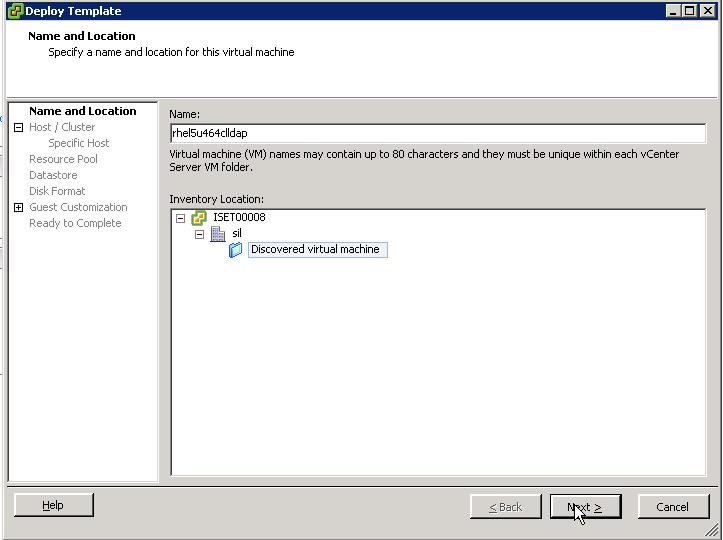 Deploy Template
Name and Location
Specify a name and location for this virtual machine
Name and Location
Host / Cluster
Specific Host
Resource Pool
Datastore
Disk Format
Guest Customization
Ready to Complete
Name:
rhel5u464clldap
Virtual machine (VM) names may contain up to 80 characters and they must be unique within each vCenter
Server VM folder.
Inventory Location:
ISET00008
sil
Discovered virtual machine
Help
< Back
Next >
Cancel